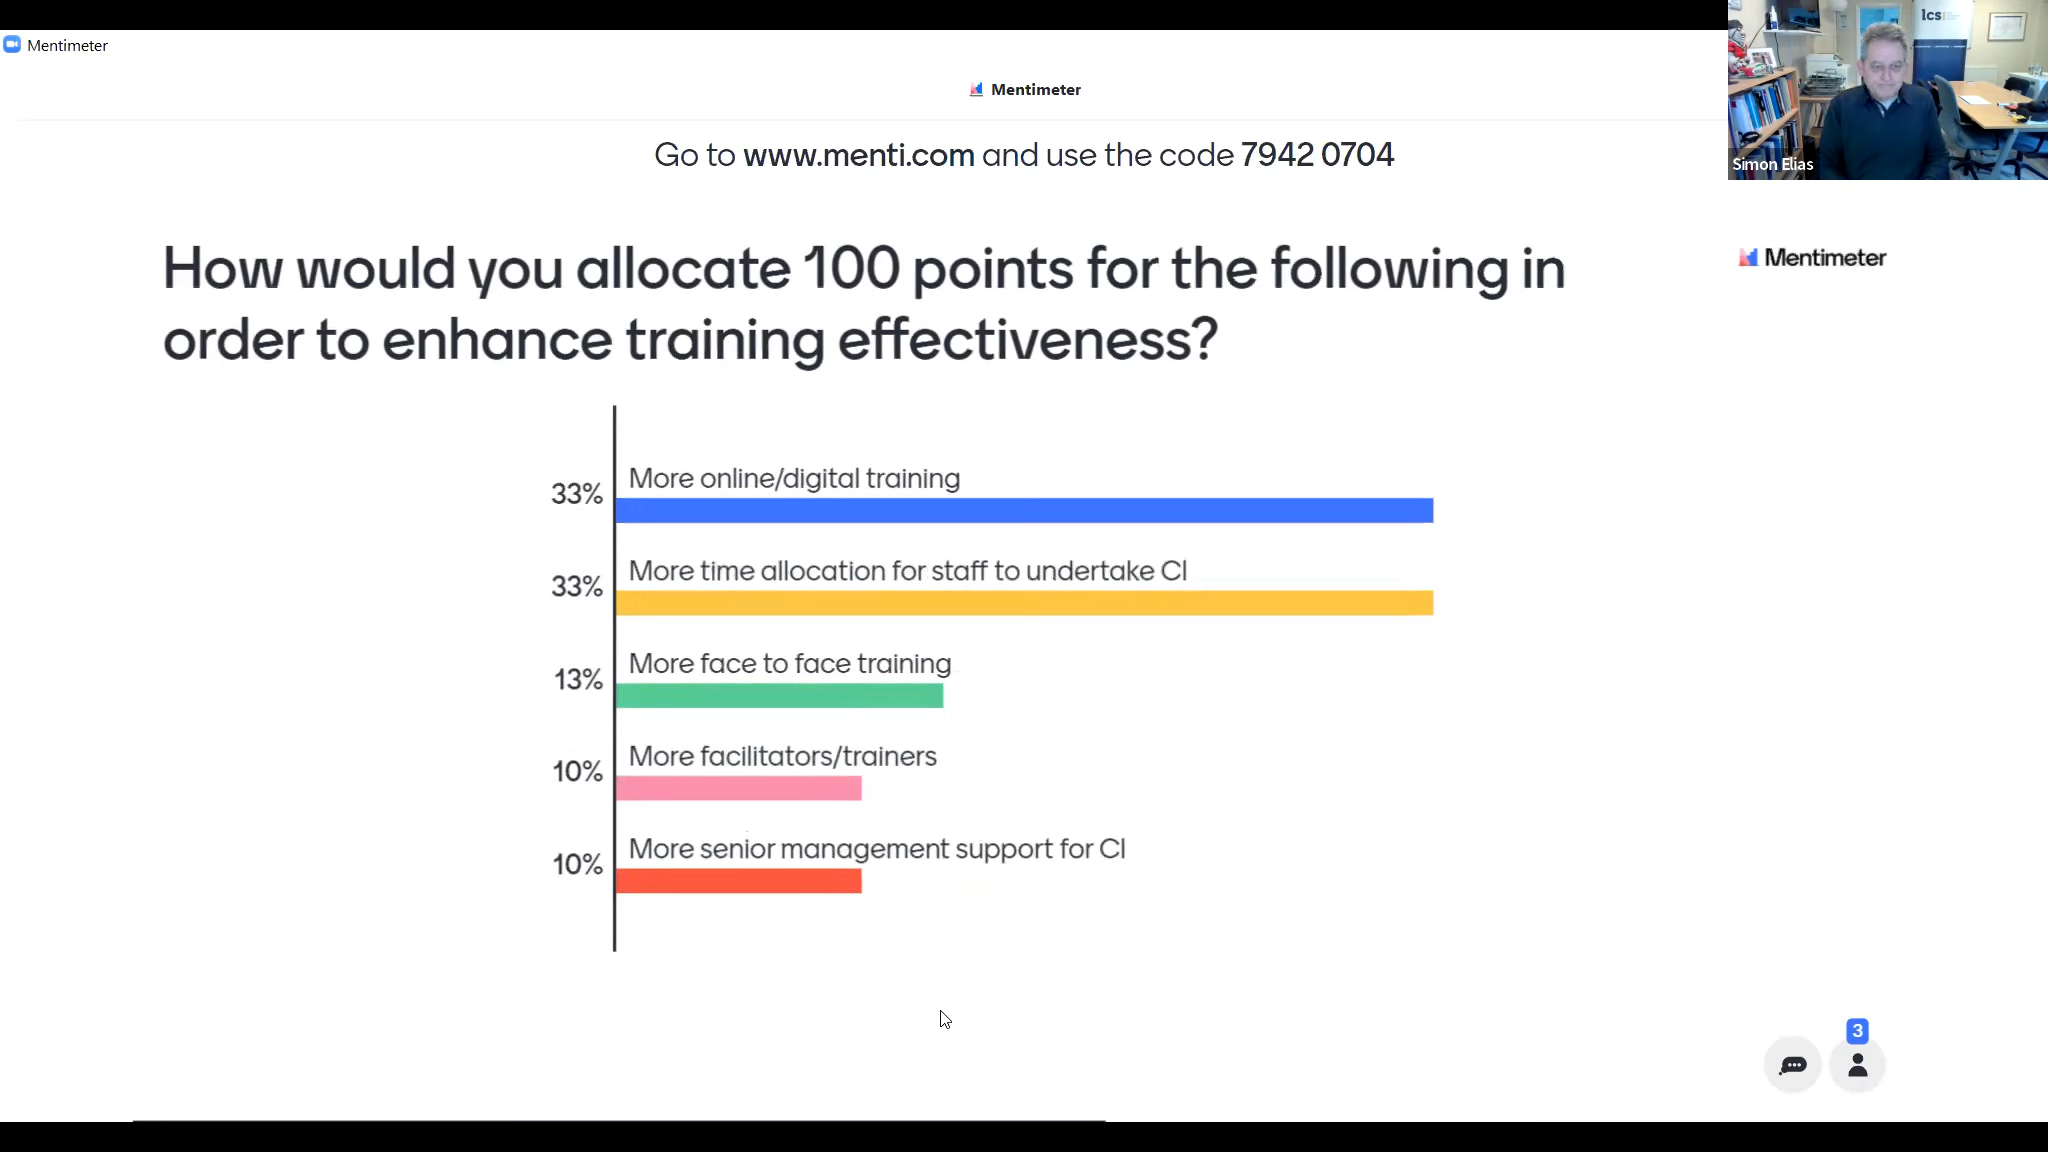 Mentimeter
Mentimeter
Go to www.menti.com and use the code 7942 0704
lcs
Simon Elias
How would you allocate 100 points for the following in
order to enhance training effectiveness?
Mentimeter
33%
More online/digital training
33%
More time allocation for staff to undertake CI
13%
More face to face training
10%
More facilitators/trainers
10%
More senior management support for CI
3